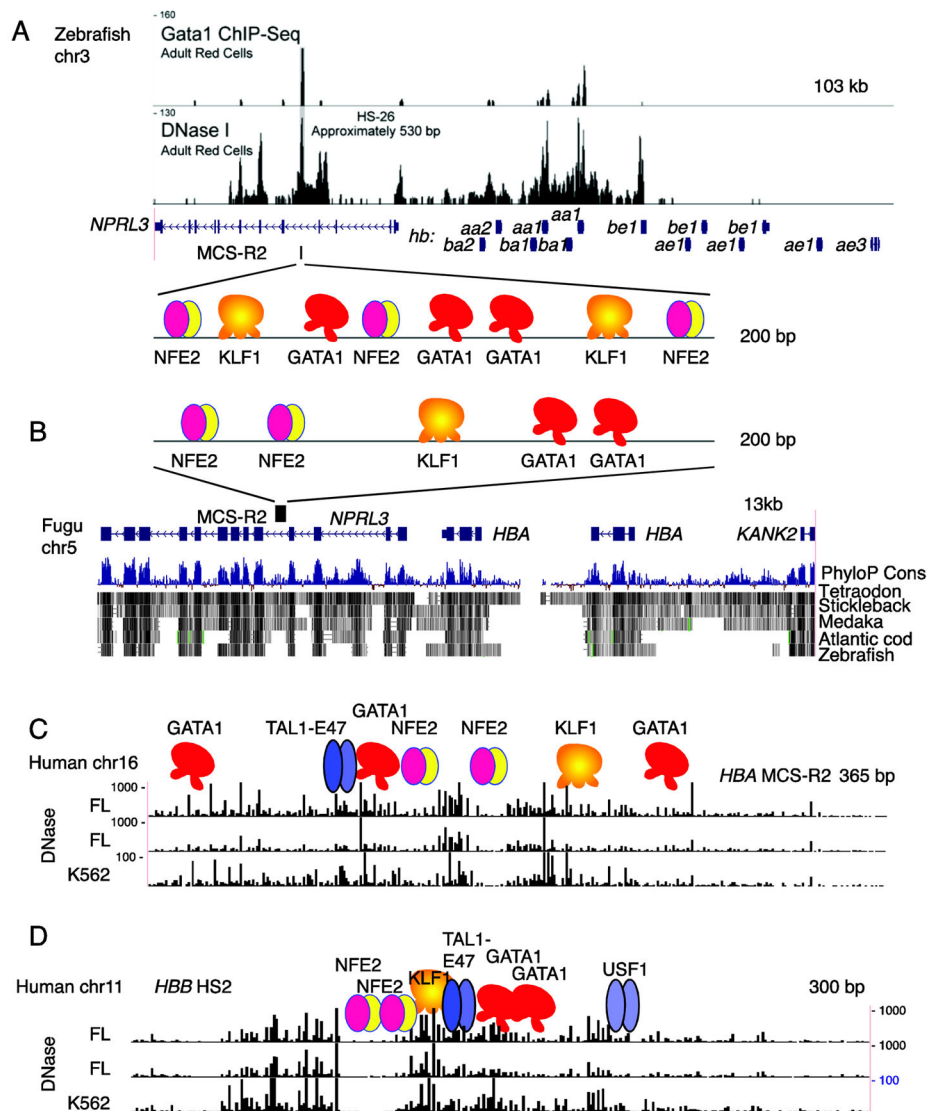 A
Zebrafish
chr3
- 160
Gata1 ChIP-Seq
Adult Red Cells
103 kb
- 130
DNase I
Adult Red Cells
HS-26
Approximately 530 bp
NPRL3
hb:
aa2
aa1
aa1
be1
be1
be1
ba2
ba1
ba1
ae1
ae1
ae1
ae3
MCS-R2
NFE2
KLF1
GATA1
NFE2
GATA1
GATA1
KLF1
NFE2
200 bp
B
NFE2
NFE2
KLF1
GATA1
GATA1
200 bp
13kb
Fugu
chr5
MCS-R2
NPRL3
HBA
HBA
KANK2
PhyloP Cons
Tetraodon
Stickleback
Medaka
Atlantic cod
Zebrafish
C
Human chr16
GATA1
TAL1-E47
GATA1
NFE2
NFE2
KLF1
GATA1
HBA MCS-R2 365 bp
DNase
FL
1000 -
FL
1000 -
K562
100 -
D
Human chr11
HBB HS2
NFE2
NFE2
KLF1
TAL1-
E47
GATA1
GATA1
USF1
300 bp
DNase
FL
- 1000
FL
- 1000
K562
- 100